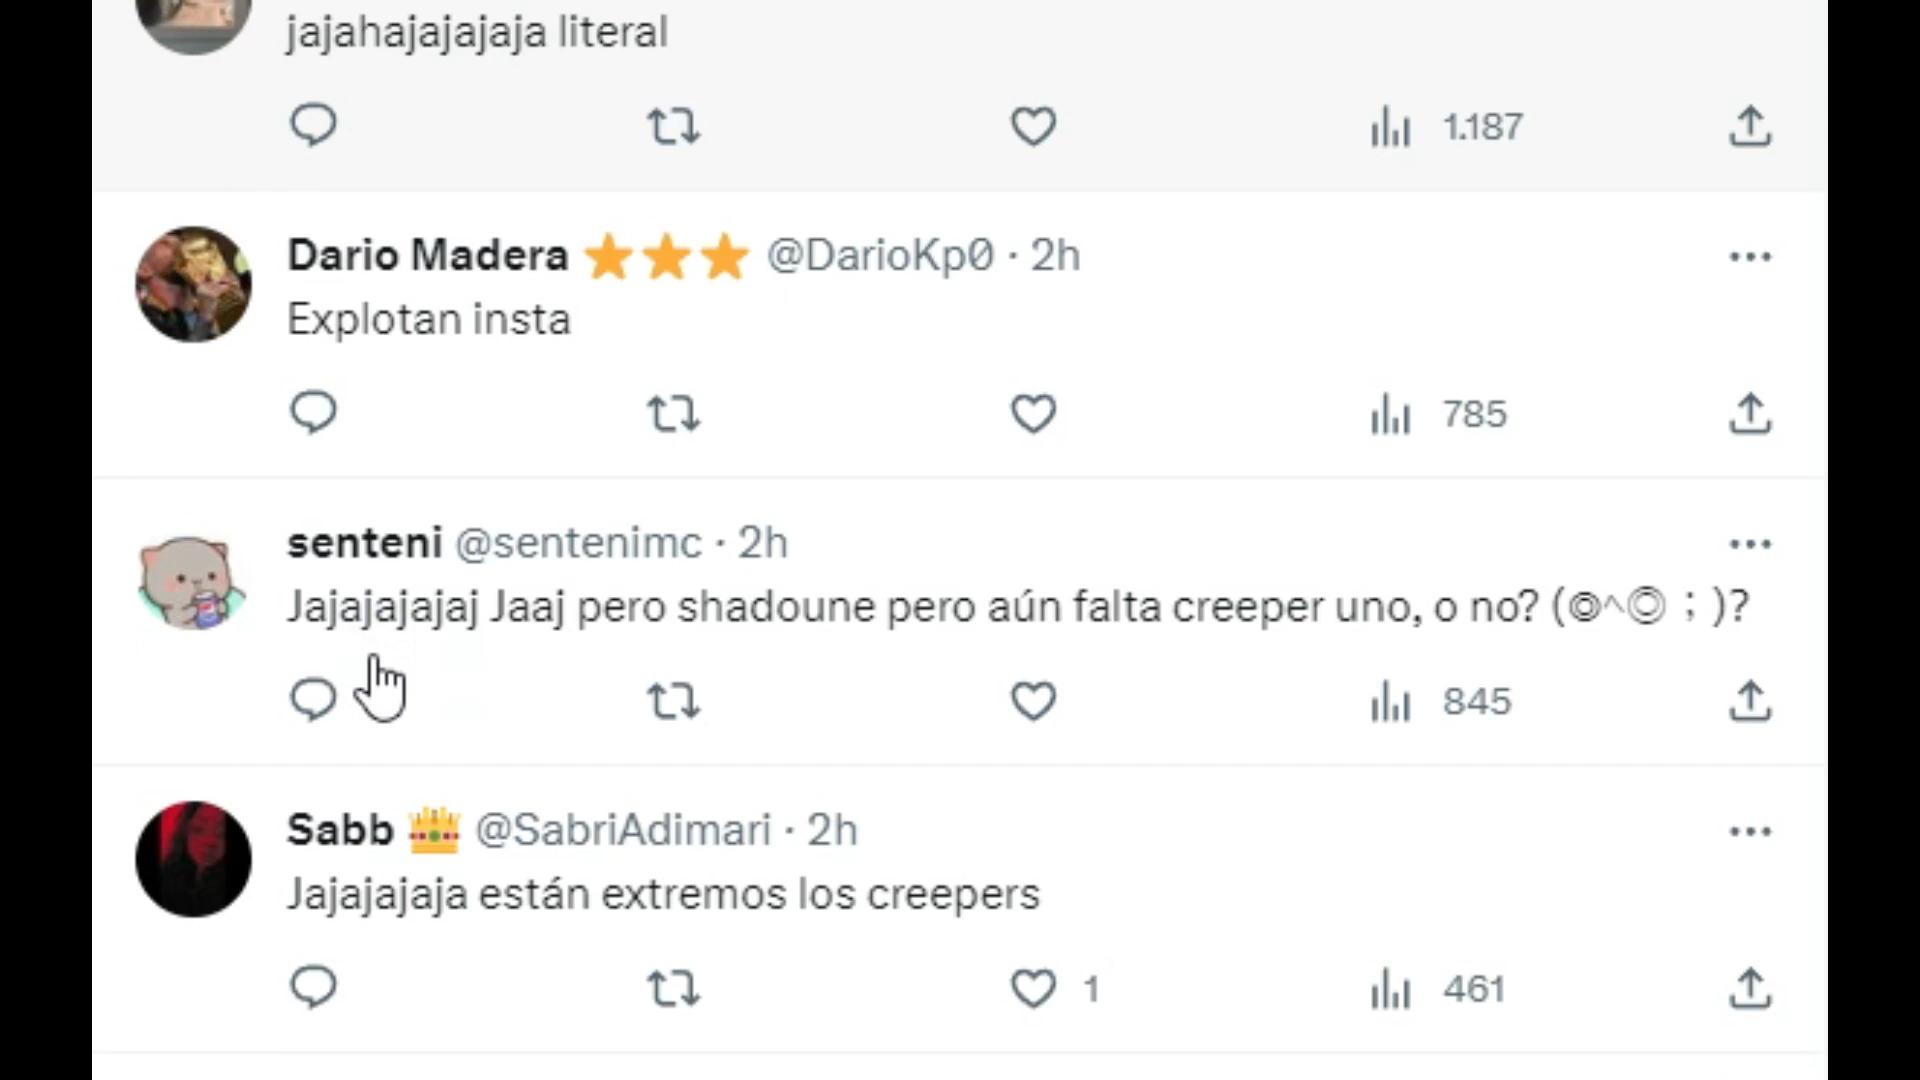 jajahajajajaja literal
1.187
Dario Madera ⭐⭐⭐ @DarioKp0 · 2h
Explotan insta
785
senteni @sentenimc · 2h
Jajajajajaj Jaaj pero shadoune pero aún falta creeper uno, o no? (◎^◎；)?
845
Sabb 👑 @SabriAdimari · 2h
Jajajajaja están extremos los creepers
1 461